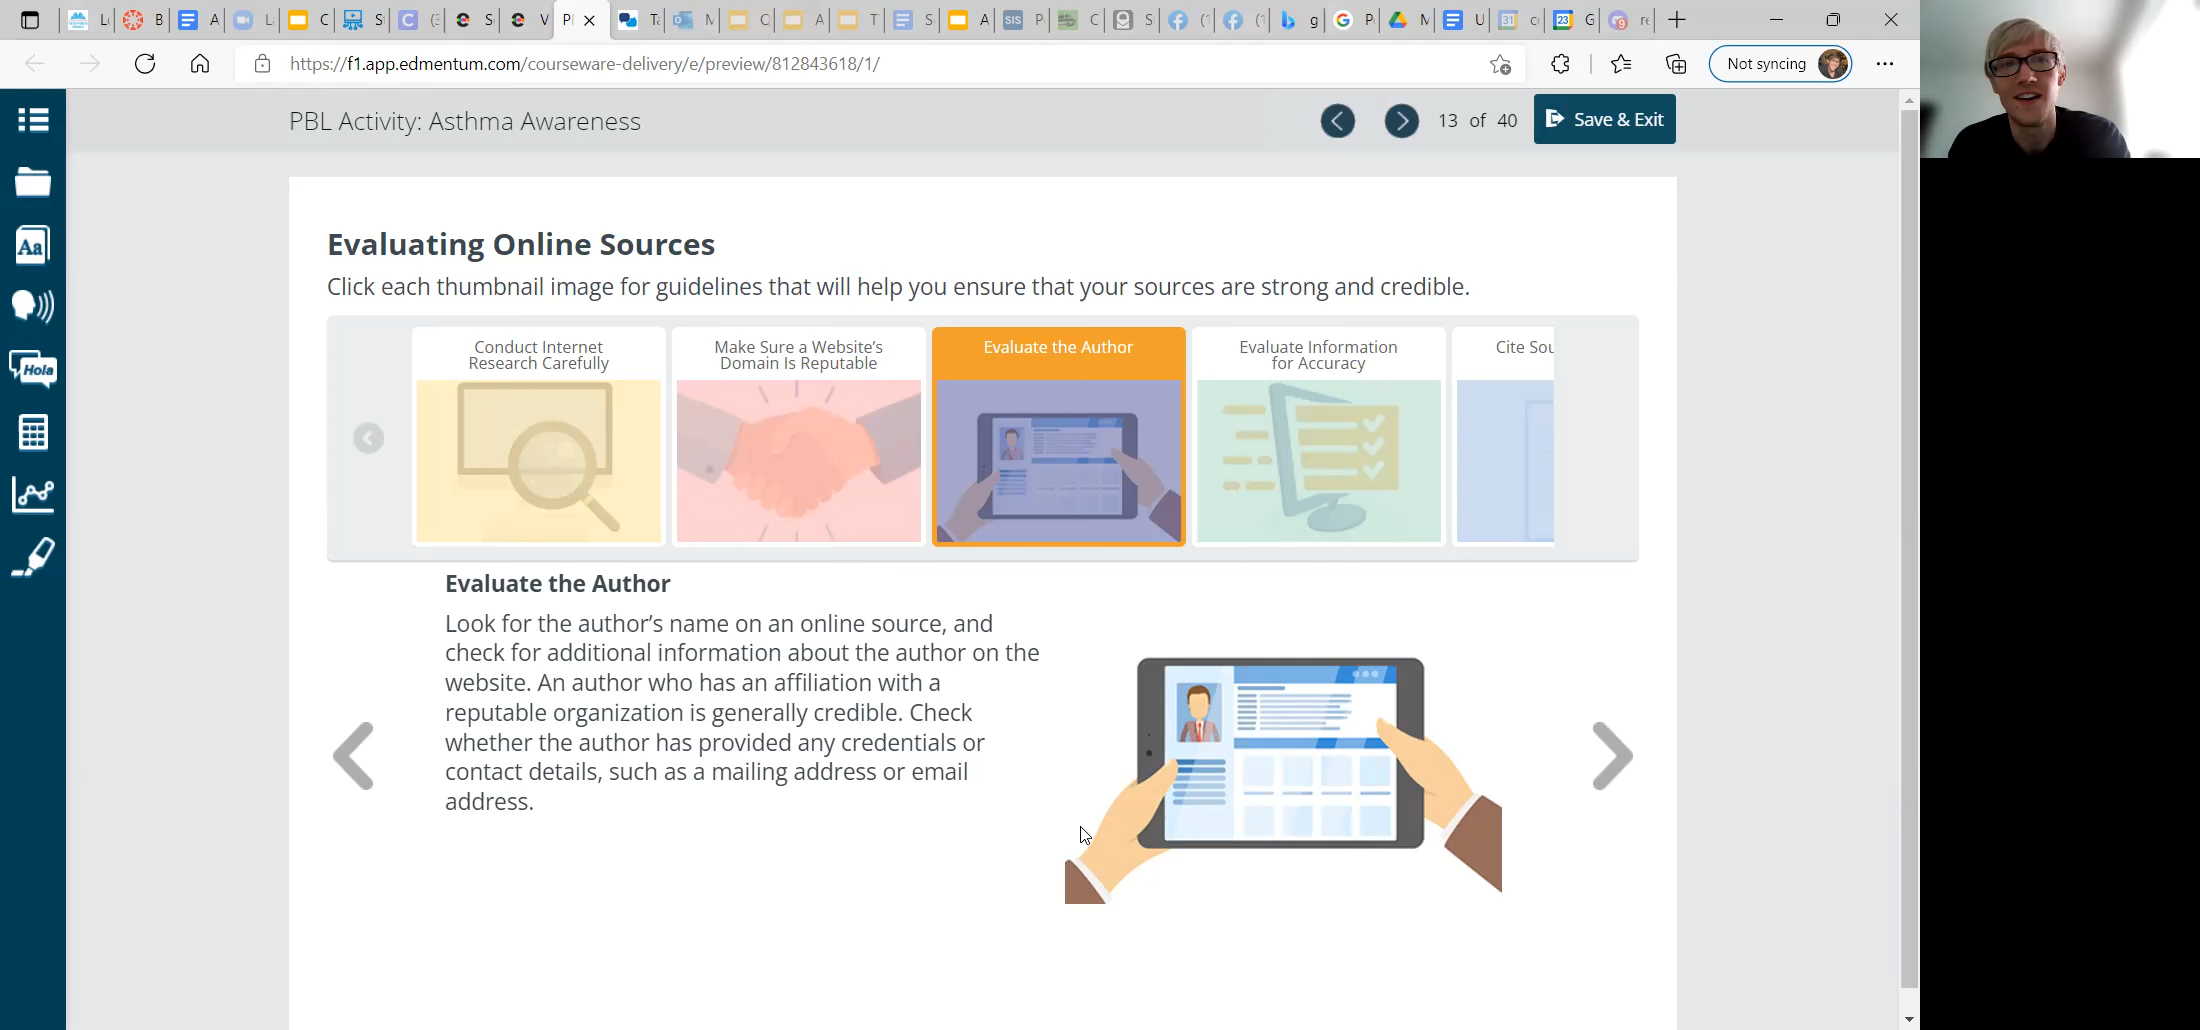 https://f1.app.edmentum.com/courseware-delivery/e/preview/812843618/1/
Not syncing
PBL Activity: Asthma Awareness
13 of 40
Save & Exit
Aa
Hola
Evaluating Online Sources
Click each thumbnail image for guidelines that will help you ensure that your sources are strong and credible.
Conduct Internet
Research Carefully
Make Sure a Website's
Domain Is Reputable
Evaluate the Author
Evaluate Information
for Accuracy
Cite Sou
Evaluate the Author
Look for the author's name on an online source, and
check for additional information about the author on the
website. An author who has an affiliation with a
reputable organization is generally credible. Check
whether the author has provided any credentials or
contact details, such as a mailing address or email
address.